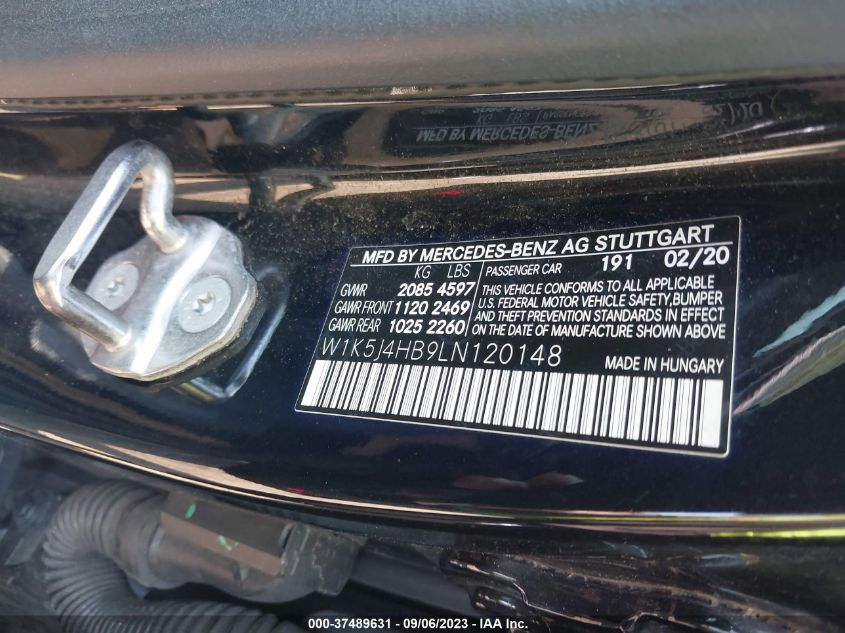 MFD BY MERCEDES-BENZ AG STUTTGART
KG LBS PASSENGER CAR 191 02/20
GVWR 2085 4597
GAWR FRONT 1120 2469
GAWR REAR 1025 2260
THIS VEHICLE CONFORMS TO ALL APPLICABLE
U.S. FEDERAL MOTOR VEHICLE SAFETY,BUMPER
AND THEFT PREVENTION STANDARDS IN EFFECT
ON THE DATE OF MANUFACTURE SHOWN ABOVE
W1K5J4HB9LN120148 MADE IN HUNGARY
000-37489631 - 09/06/2023 - IAA Inc.